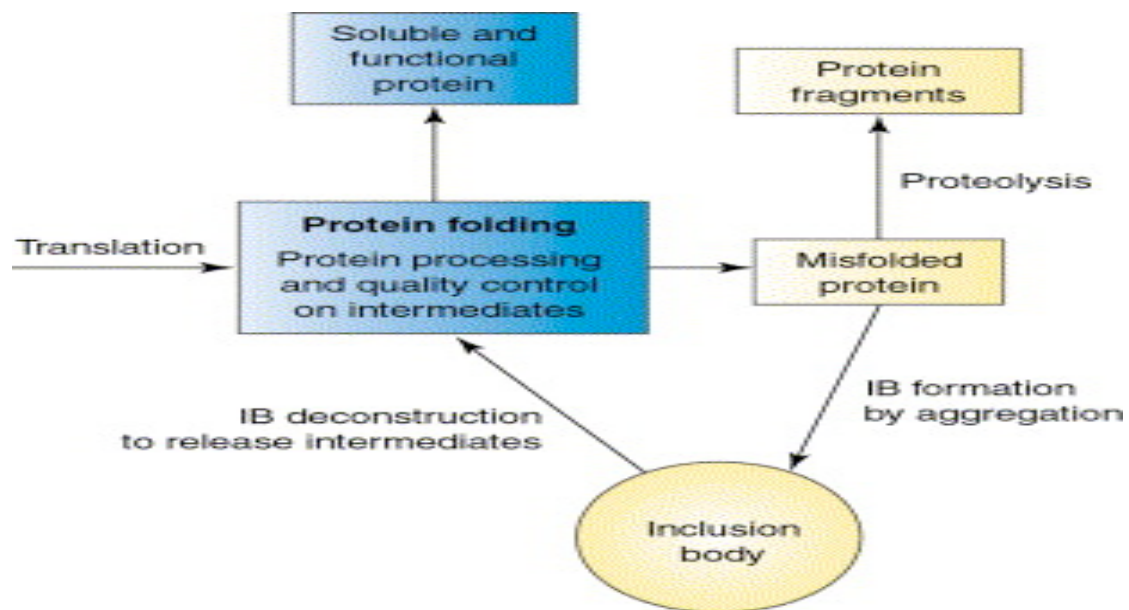 Soluble and
functional
protein
Protein
fragments
Proteolysis
Translation
Protein folding
Protein processing
and quality control
on intermediates
Misfolded
protein
IB deconstruction
to release intermediates
IB formation
by aggregation
Inclusion
body